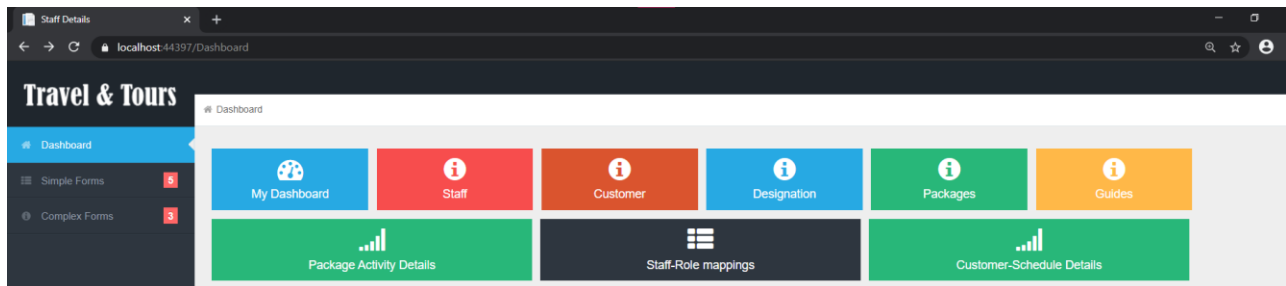 Staff Details
localhost:44397/Dashboard
Travel & Tours
Dashboard
Dashboard
Simple Forms 5
Complex Forms 3
My Dashboard Staff Customer Designation Packages Guides
Package Activity Details Staff-Role mappings Customer-Schedule Details